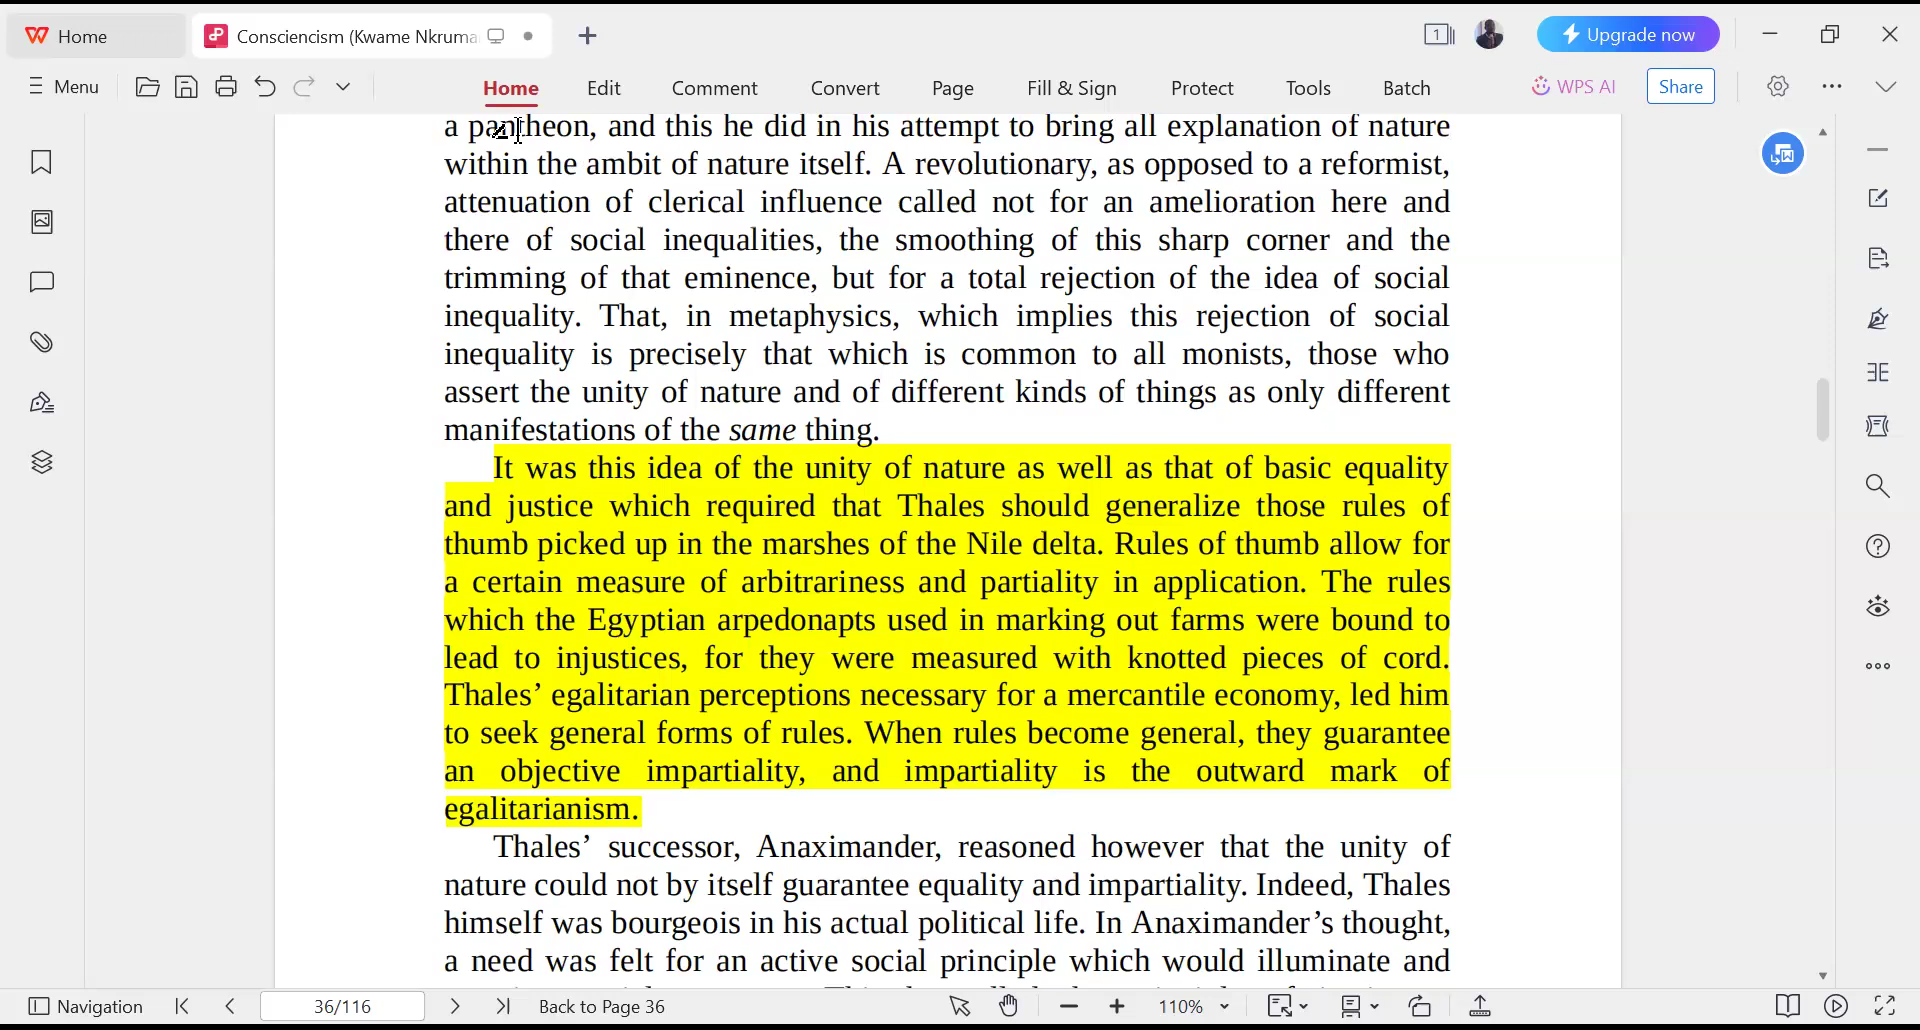 Home
Consciencism (Kwame Nkruma
1
Upgrade now
Menu
Home
Edit
Comment
Convert
Page
Fill & Sign
Protect
Tools
Batch
WPS AI
Share
a pantheon, and this he did in his attempt to bring all explanation of nature
within the ambit of nature itself. A revolutionary, as opposed to a reformist,
attenuation of clerical influence called not for an amelioration here and
there of social inequalities, the smoothing of this sharp corner and the
trimming of that eminence, but for a total rejection of the idea of social
inequality. That, in metaphysics, which implies this rejection of social
inequality is precisely that which is common to all monists, those who
assert the unity of nature and of different kinds of things as only different
manifestations of the same thing.
It was this idea of the unity of nature as well as that of basic equality
and justice which required that Thales should generalize those rules of
thumb picked up in the marshes of the Nile delta. Rules of thumb allow for
a certain measure of arbitrariness and partiality in application. The rules
which the Egyptian arpedonapts used in marking out farms were bound to
lead to injustices, for they were measured with knotted pieces of cord.
Thales’ egalitarian perceptions necessary for a mercantile economy, led him
to seek general forms of rules. When rules become general, they guarantee
an objective impartiality, and impartiality is the outward mark of
egalitarianism.
Thales’ successor, Anaximander, reasoned however that the unity of
nature could not by itself guarantee equality and impartiality. Indeed, Thales
himself was bourgeois in his actual political life. In Anaximander’s thought,
a need was felt for an active social principle which would illuminate and
Navigation
36/116
Back to Page 36
110%